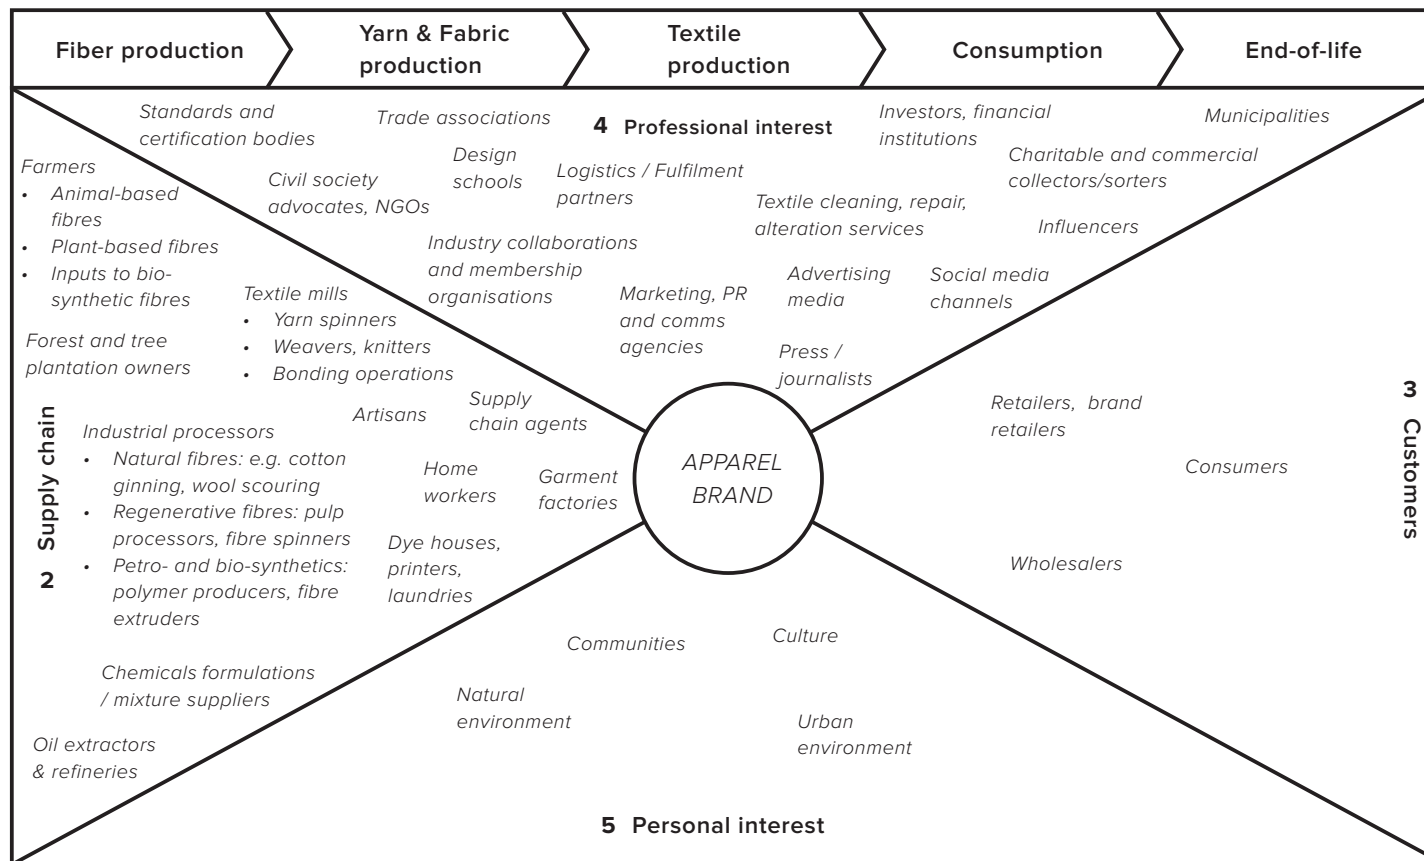 Fiber production
Yarn & Fabric
production
Textile
production
Consumption
End-of-life
Standards and
certification bodies
Trade associations
4 Professional interest
Investors, financial
institutions
Municipalities
Design
schools
Charitable and commercial
collectors/sorters
Farmers
• Animal-based
fibres
• Plant-based fibres
• Inputs to bio-
synthetic fibres
Civil society
advocates, NGOs
Logistics / Fulfilment
partners
Textile cleaning, repair,
alteration services
Influencers
Industry collaborations
and membership
organisations
Advertising
media
Social media
channels
Marketing, PR
and comms
agencies
Press /
journalists
Textile mills
• Yarn spinners
• Weavers, knitters
• Bonding operations
Forest and tree
plantation owners
Artisans
Supply
chain agents
2 Supply chain
Industrial processors
• Natural fibres: e.g. cotton
ginning, wool scouring
• Regenerative fibres: pulp
processors, fibre spinners
• Petro- and bio-synthetics:
polymer producers, fibre
extruders
Home
workers
Garment
factories
Dye houses,
printers,
laundries
Chemicals formulations
/ mixture suppliers
Oil extractors
& refineries
APPAREL
BRAND
Retailers, brand
retailers
Consumers
Wholesalers
3 Customers
Communities
Culture
Natural
environment
Urban
environment
5 Personal interest